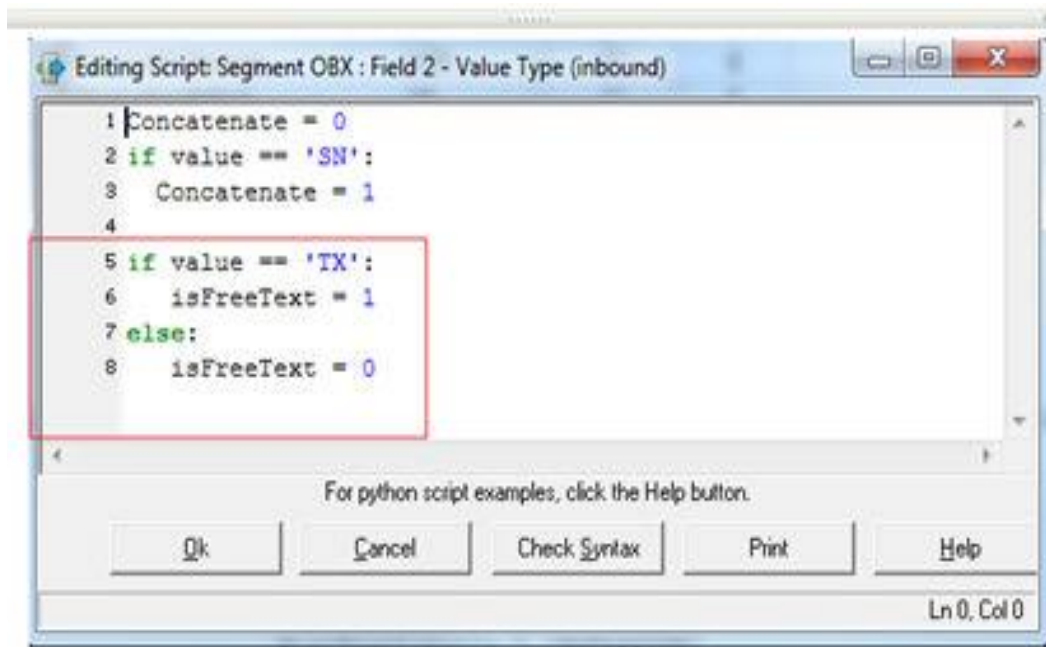 Editing Script: Segment OBX : Field 2 - Value Type (inbound)
1 Concatenate = 0
2 if value == 'SN':
3   Concatenate = 1
4
5 if value == 'TX':
6    isFreeText = 1
7 else:
8    isFreeText = 0
For python script examples, click the Help button.
Ok Cancel Check Syntax Print Help
Ln 0, Col 0